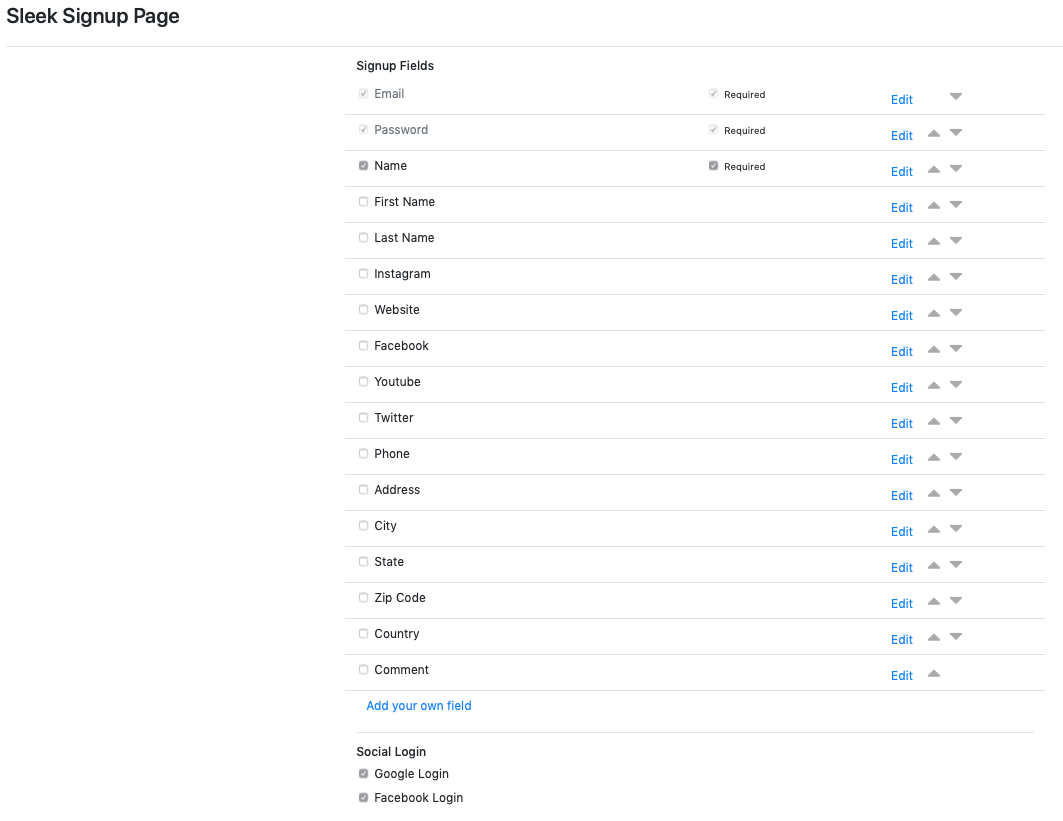 Sleek Signup Page
Signup Fields
Email Required Edit
Password Required Edit
Name Required Edit
First Name Edit
Last Name Edit
Instagram Edit
Website Edit
Facebook Edit
Youtube Edit
Twitter Edit
Phone Edit
Address Edit
City Edit
State Edit
Zip Code Edit
Country Edit
Comment Edit
Add your own field
Social Login
Google Login
Facebook Login